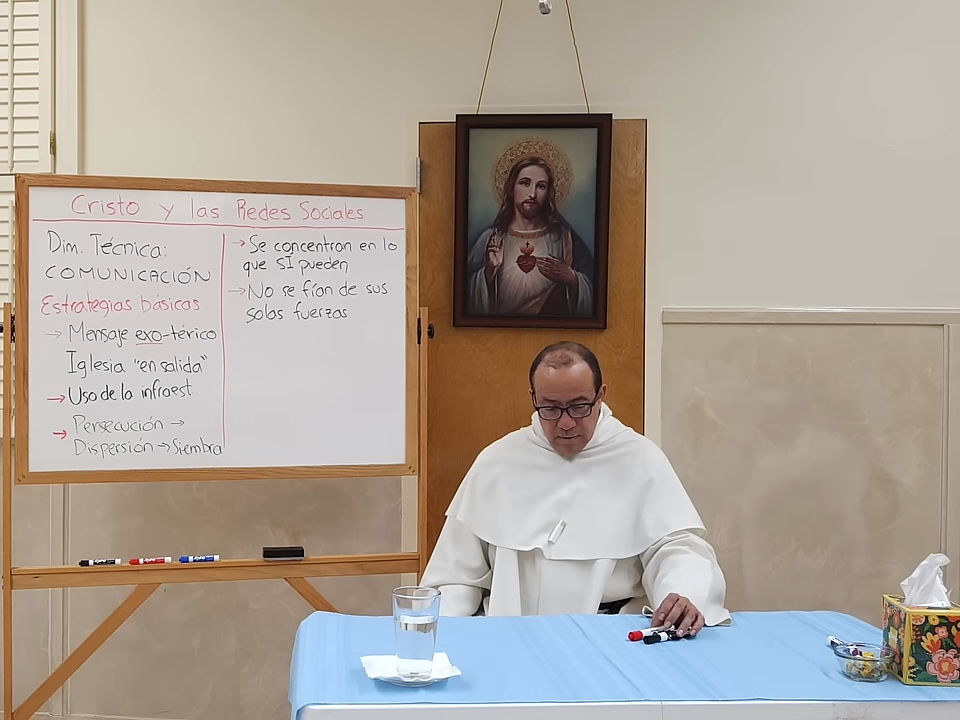 Cristo y las Redes Sociales
Dim. Técnica:
COMUNICACIÓN
Estrategias básicas
→ Mensaje exo-térico
Iglesia "en salida"
→ Uso de la infraest
→ Persecución →
Dispersión → Siembra
→ Se concentran en lo
que SÍ pueden
→ No se fían de sus
solas fuerzas